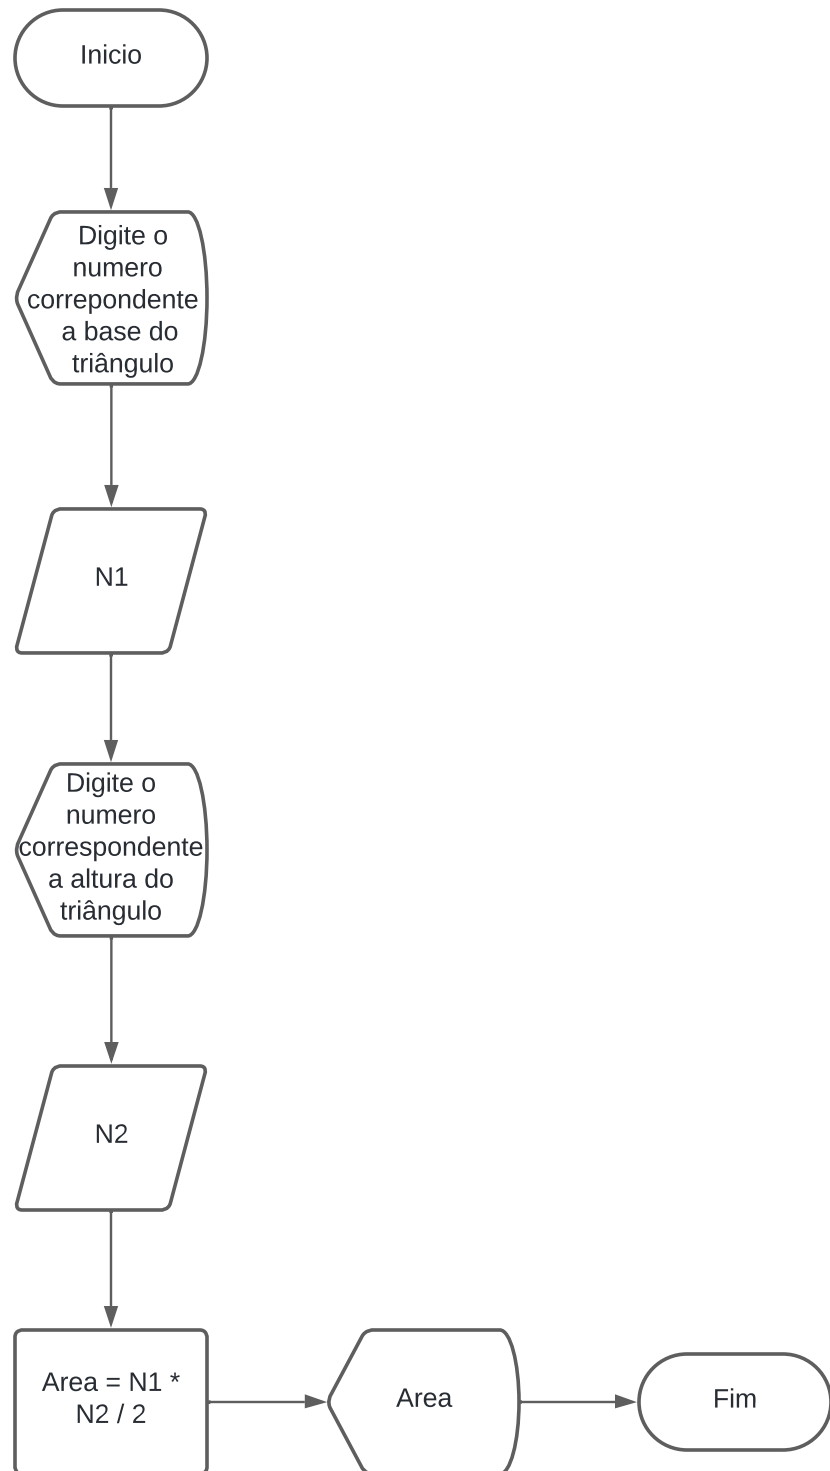 Inicio
Digite o
numero
correpondente
a base do
triângulo
N1
Digite o
numero
correspondente
a altura do
triângulo
N2
Area = N1 *
N2 / 2
Area
Fim